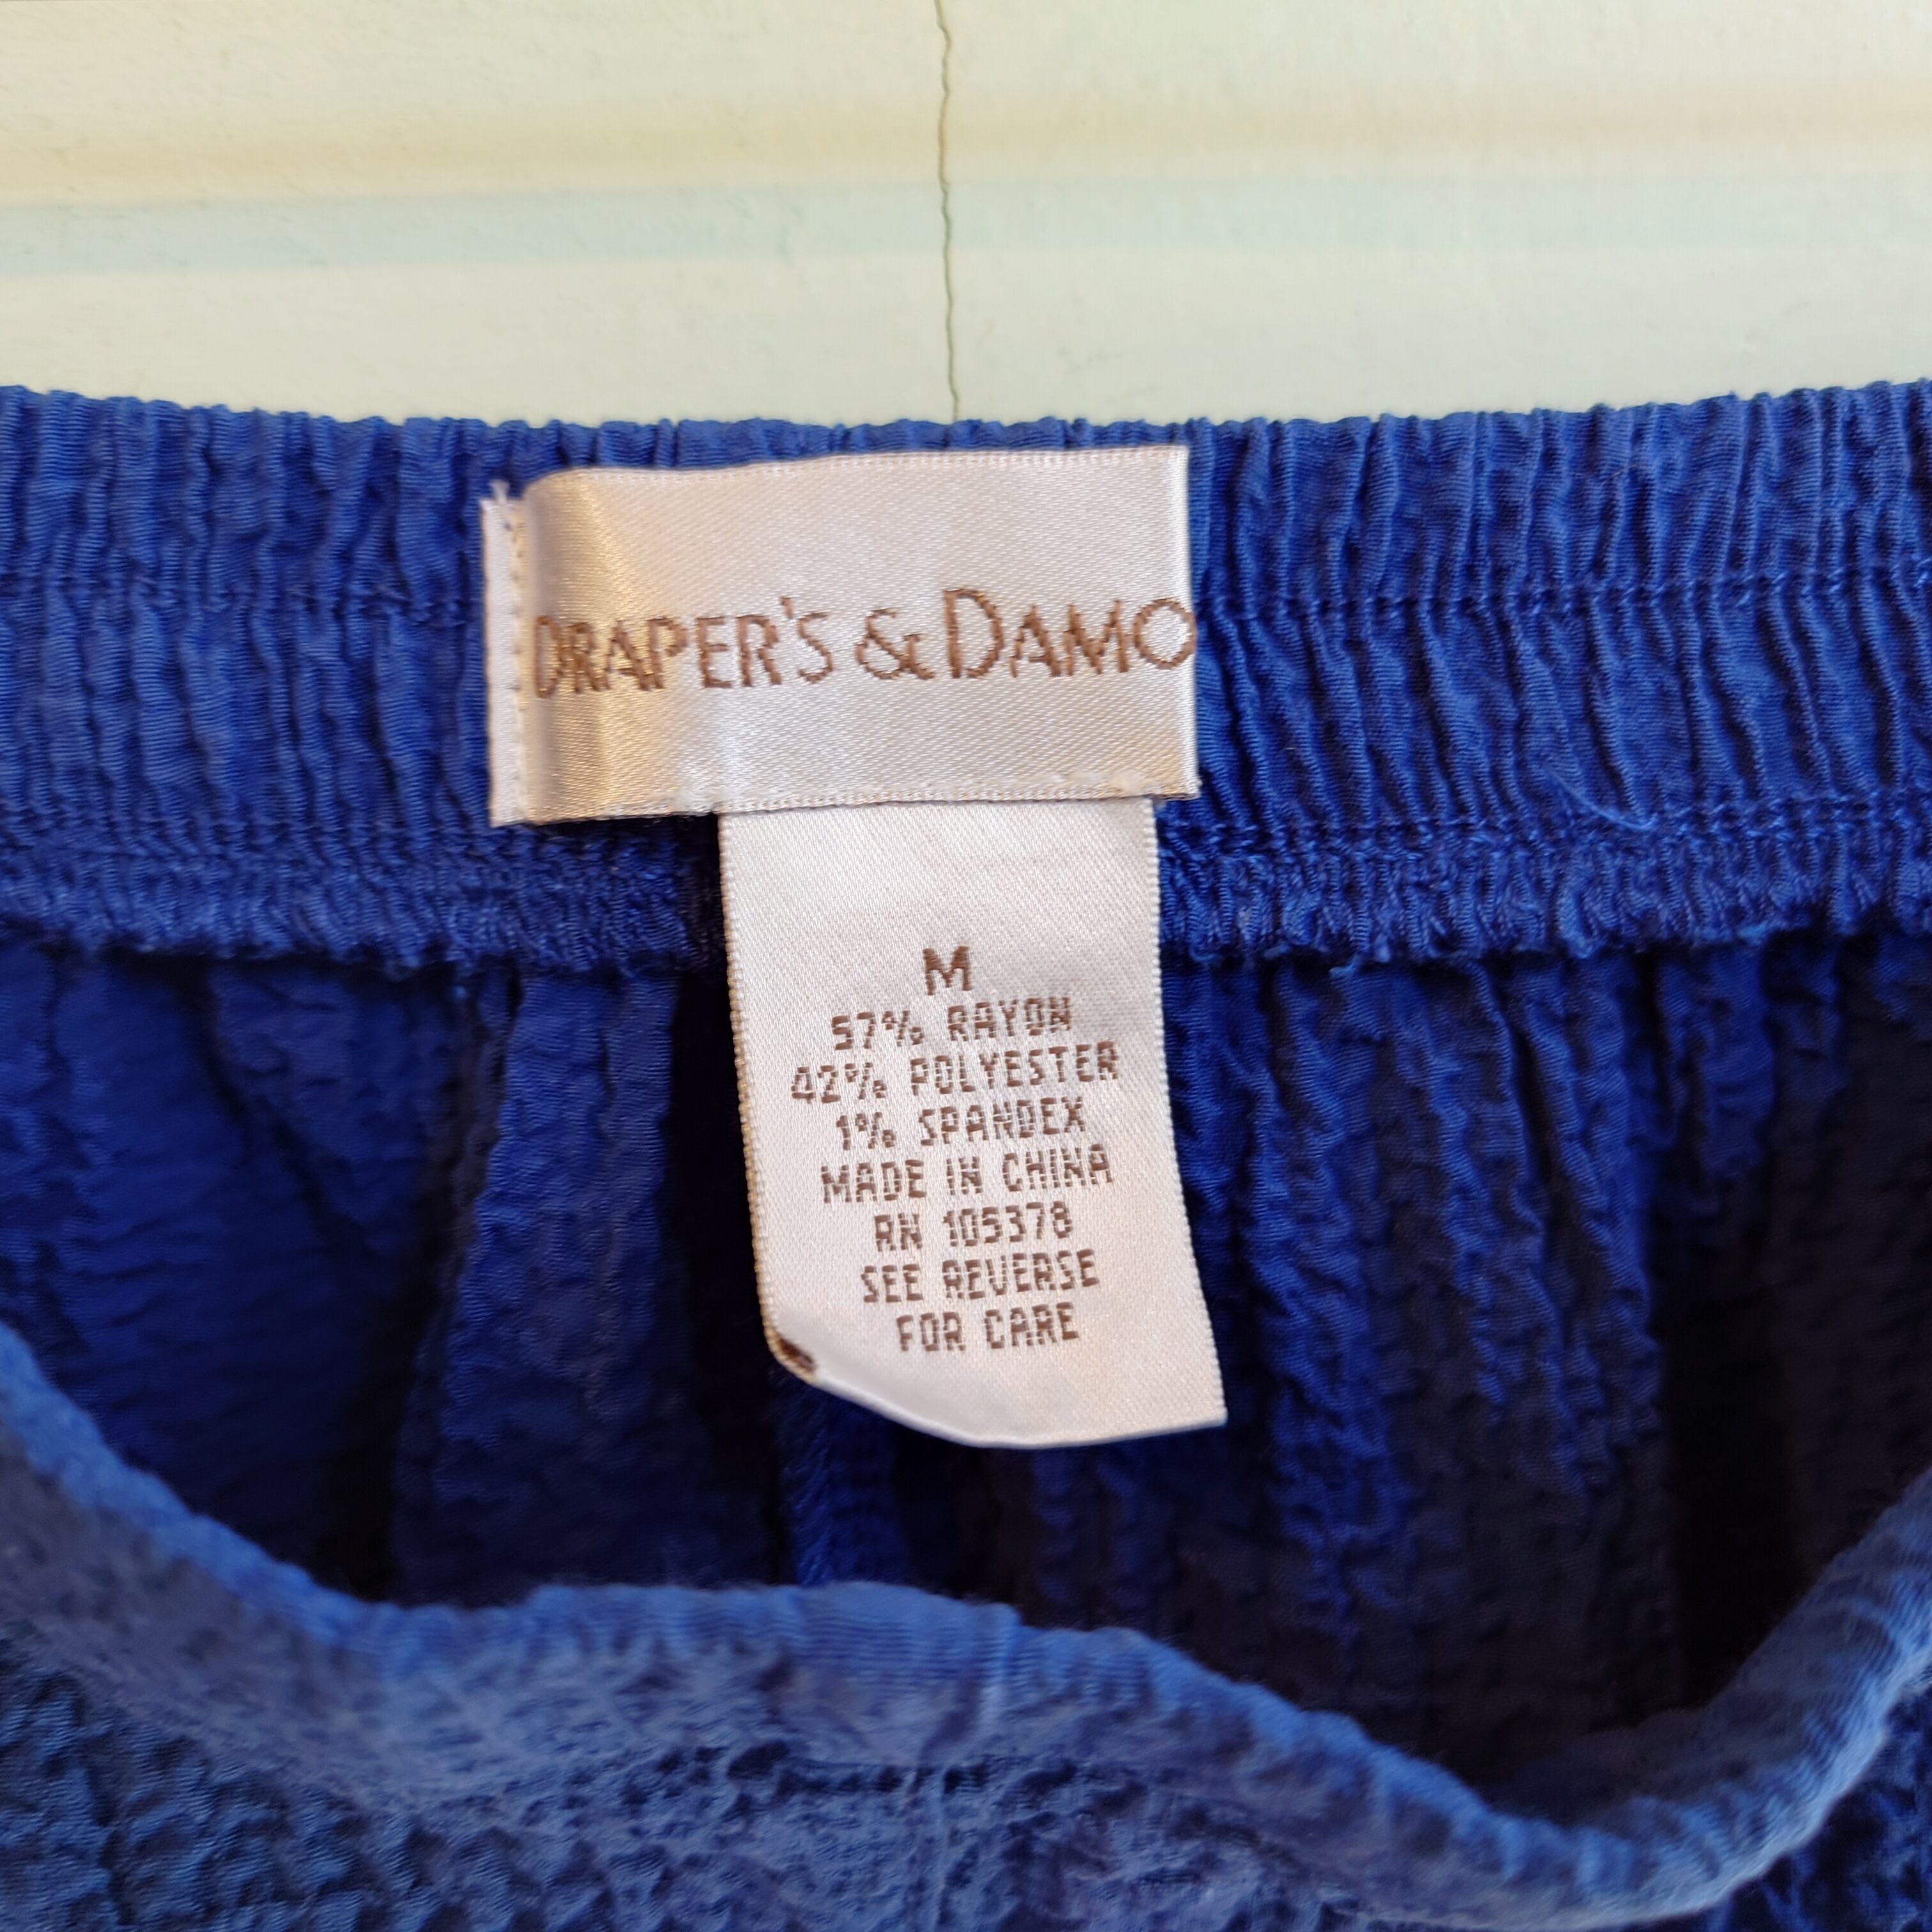 DRAPER'S & DAMO
M
57% RAYON
42% POLYESTER
1% SPANDEX
MADE IN CHINA
RN 105378
SEE REVERSE
FOR CARE